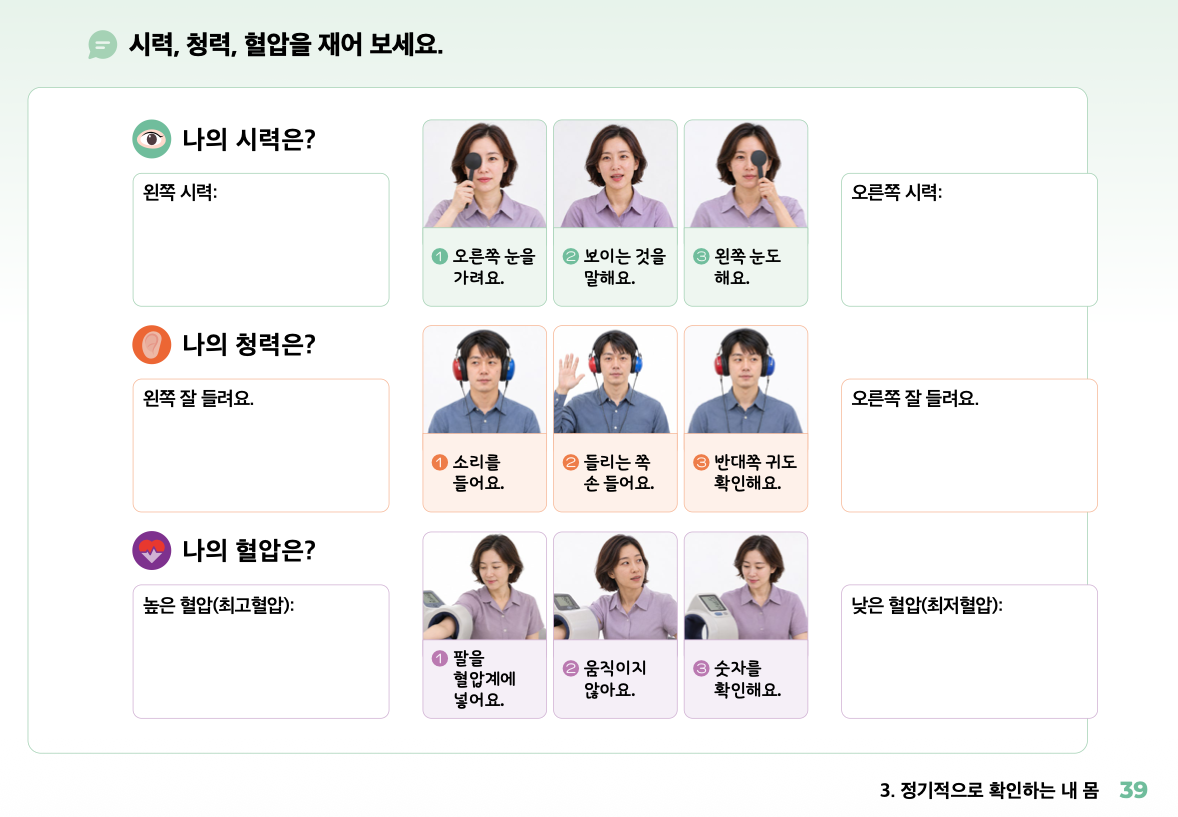 시력, 청력, 혈압을 재어 보세요.
나의 시력은?
왼쪽 시력:
1 오른쪽 눈을
가려요.
2 보이는 것을
말해요.
3 왼쪽 눈도
해요.
오른쪽 시력:
나의 청력은?
왼쪽 잘 들려요.
1 소리를
들어요.
2 들리는 쪽
손 들어요.
3 반대쪽 귀도
확인해요.
오른쪽 잘 들려요.
나의 혈압은?
높은 혈압(최고혈압):
1 팔을
혈압계에
넣어요.
2 움직이지
않아요.
3 숫자를
확인해요.
낮은 혈압(최저혈압):
3. 정기적으로 확인하는 내 몸 39